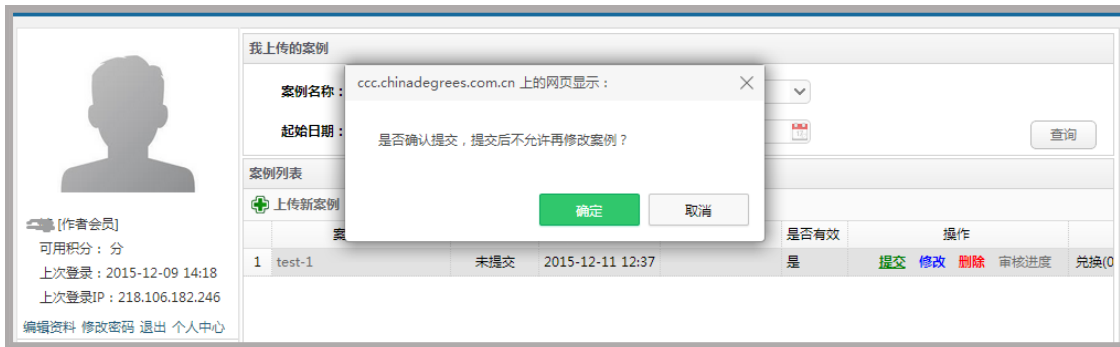 我上传的案例
案例名称：
起始日期：
查询
ccc.chinadegrees.com.cn 上的网页显示：
是否确认提交，提交后不允许再修改案例？
确定
取消
案例列表
上传新案例
案
是否有效
操作
1 test-1 未提交 2015-12-11 12:37 是 提交 修改 删除 审核进度 兑换(0
[作者会员]
可用积分： 分
上次登录：2015-12-09 14:18
上次登录IP：218.106.182.246
编辑资料 修改密码 退出 个人中心